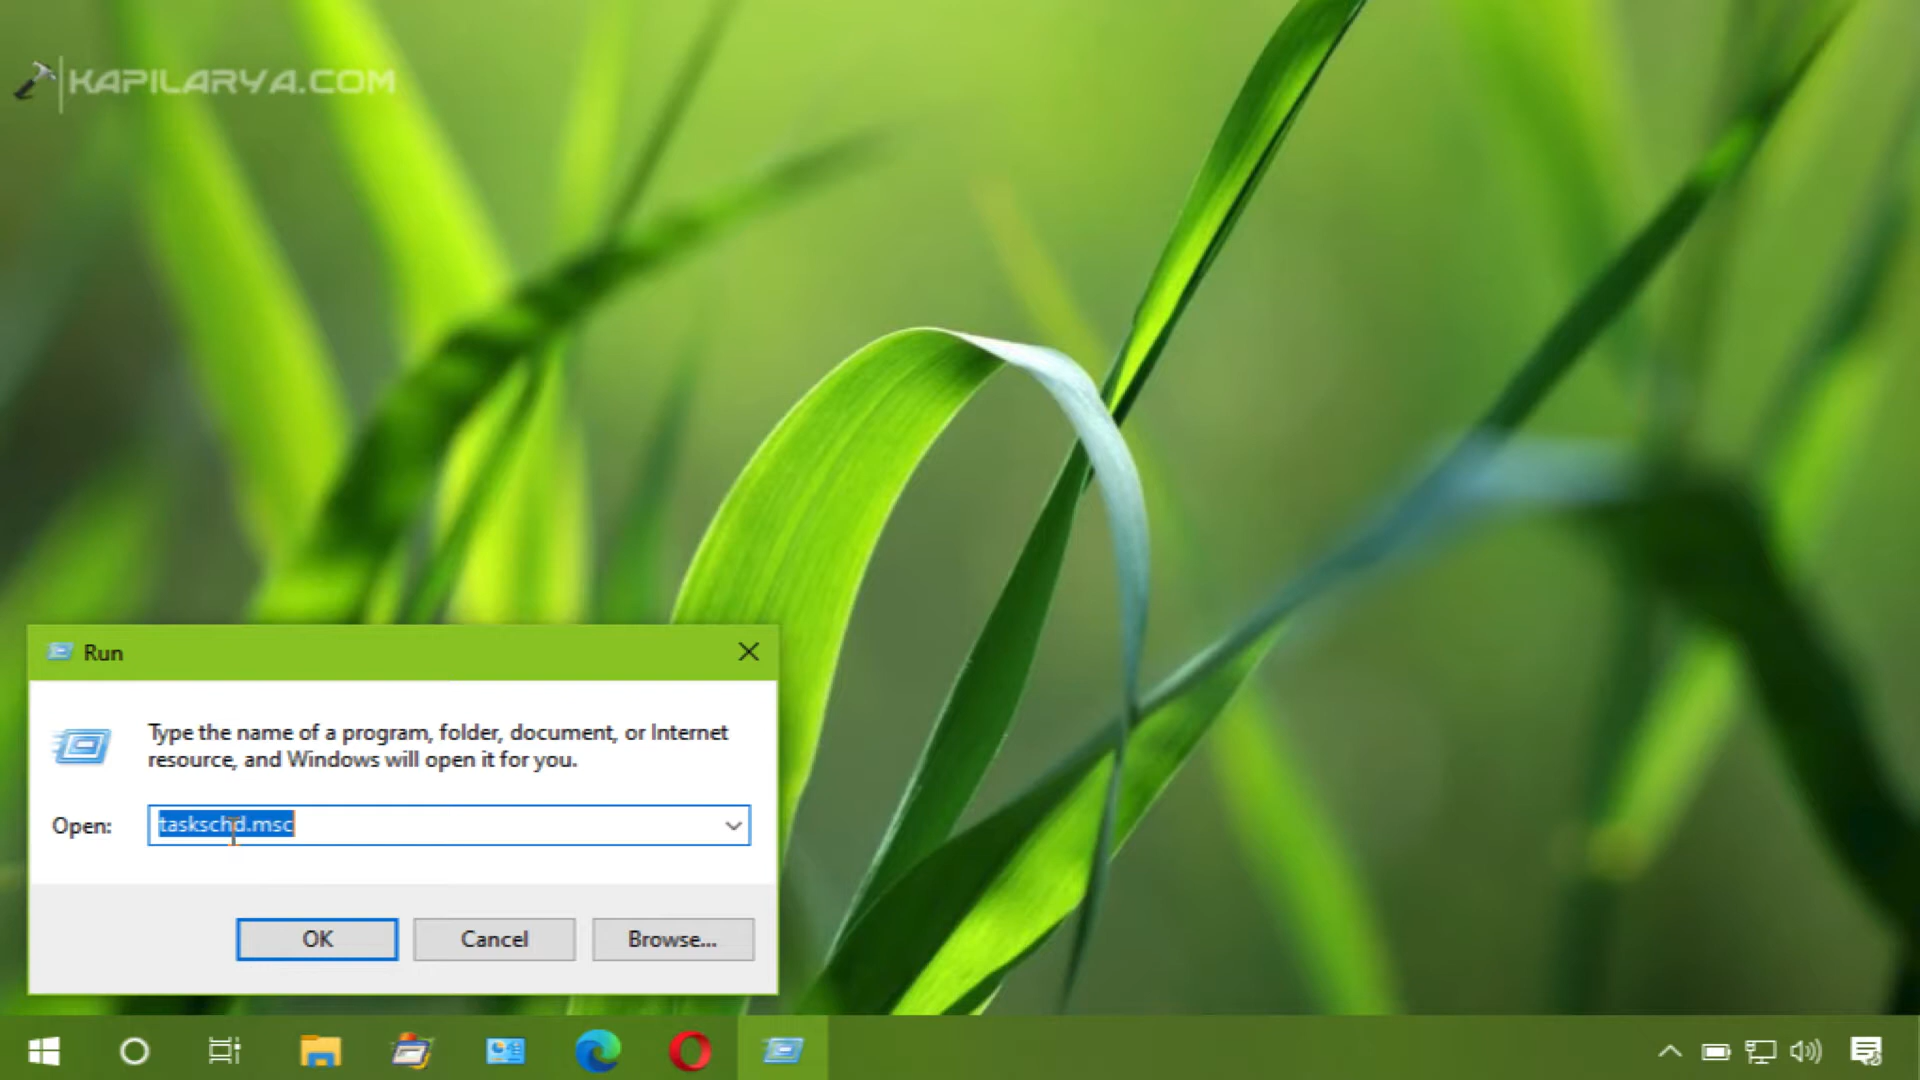 KAPILARYA.COM
Run
Type the name of a program, folder, document, or Internet
resource, and Windows will open it for you.
Open:
taskschd.msc
OK
Cancel
Browse...